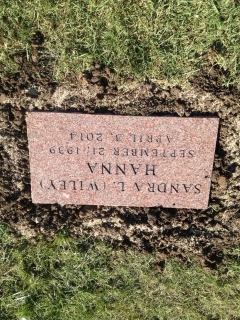 SANDRA L. (WILEY)
HANNA
SEPTEMBER 21, 1939
APRIL 3, 2014